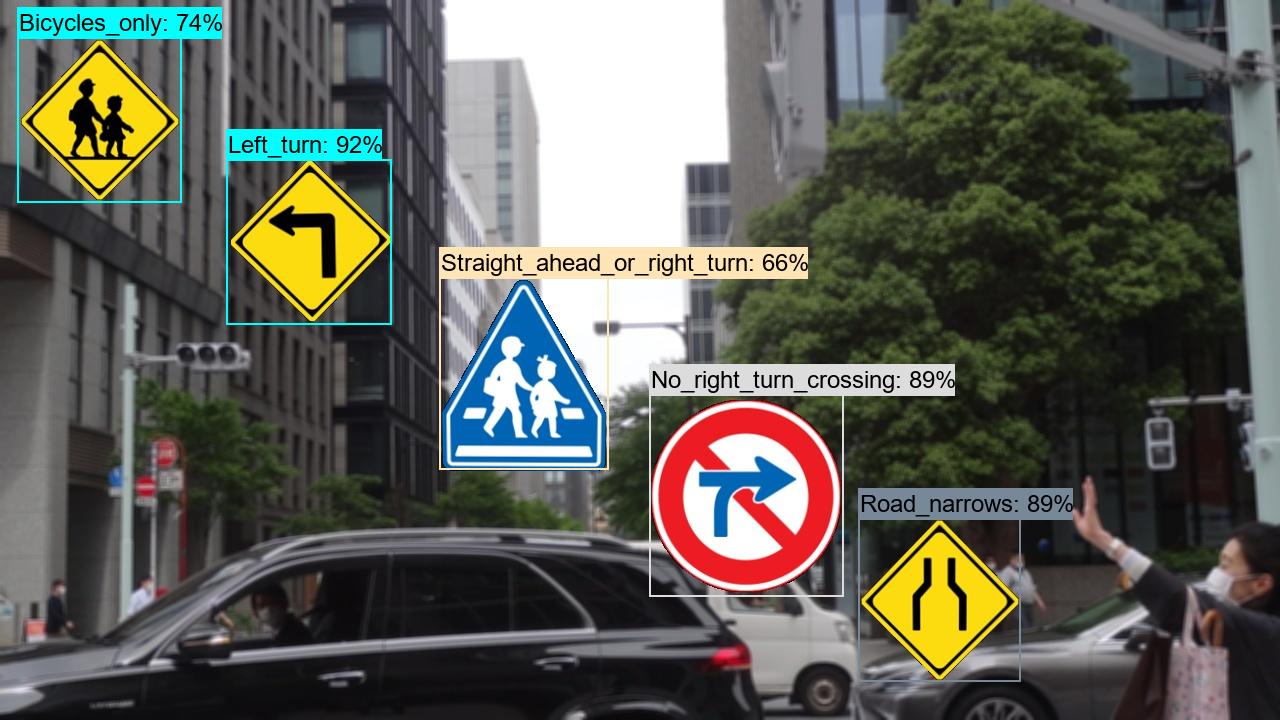 Bicycles_only: 74%
Left_turn: 92%
Straight_ahead_or_right_turn: 66%
No_right_turn_crossing: 89%
Road_narrows: 89%